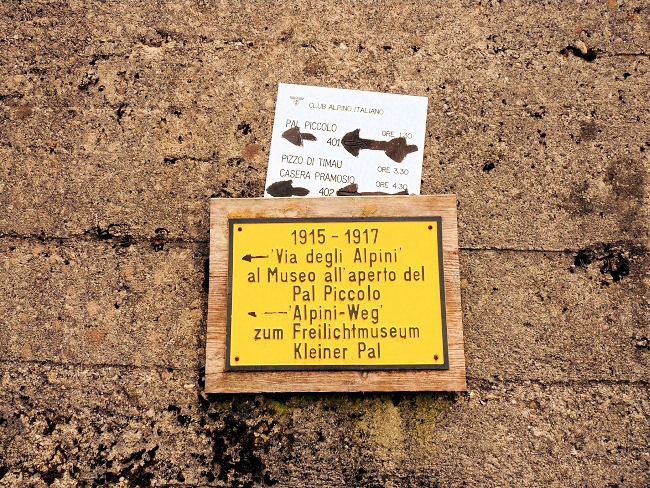 CLUB ALPINO ITALIANO
PAL PICCOLO
401 ORE 1.30
PIZZO DI TIMAU
ORE 3.30
CASERA PRAMOSIO
402 ORE 4.30
1915 - 1917
'Via degli Alpini'
al Museo all'aperto del
Pal Piccolo
'Alpini-Weg'
zum Freilichtmuseum
Kleiner Pal